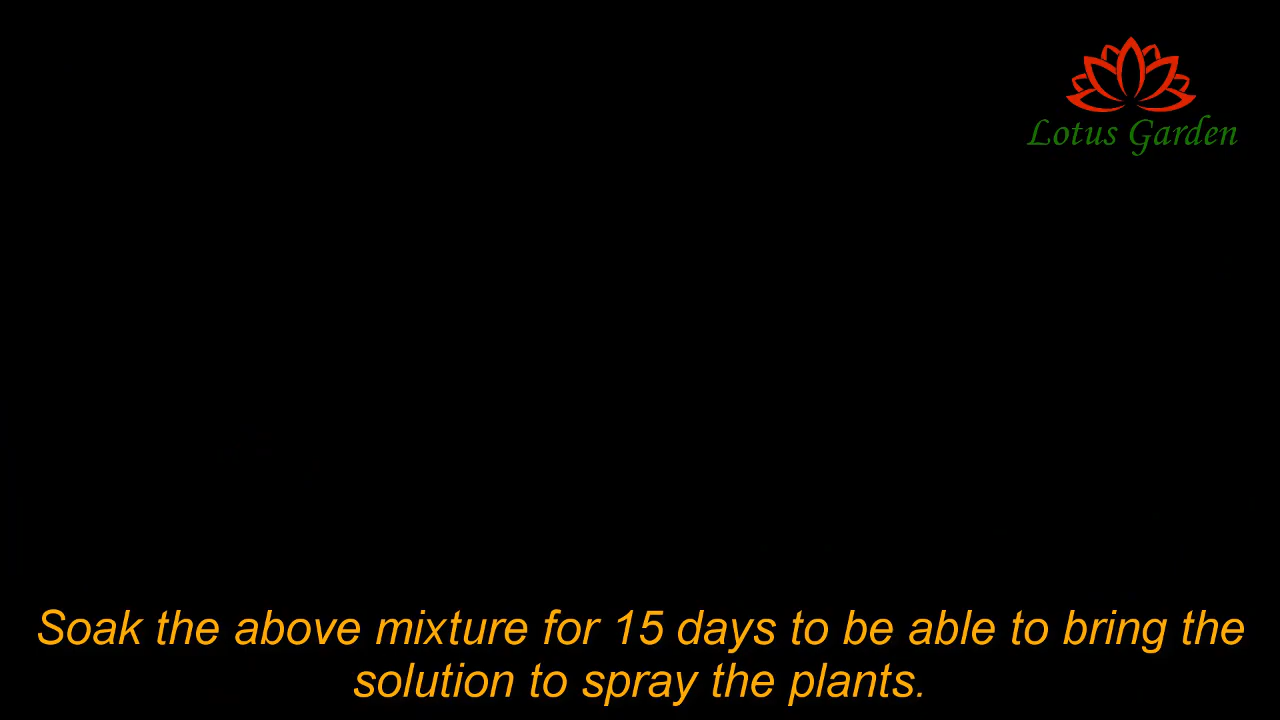 Lotus Garden
Soak the above mixture for 15 days to be able to bring the
solution to spray the plants.